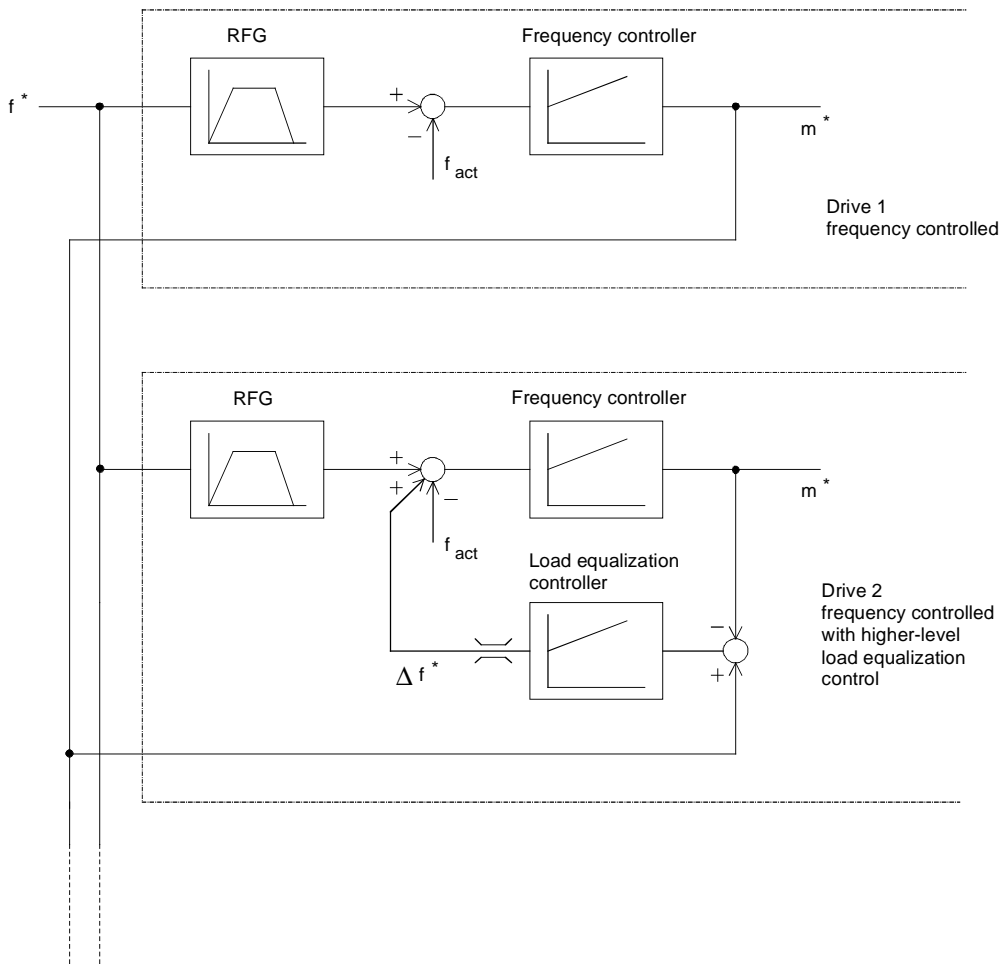 RFG
Frequency controller
f *
+
−
f act
m *
Drive 1
frequency controlled
RFG
Frequency controller
+
+
−
f act
m *
Load equalization
controller
Δ f *
−
+
Drive 2
frequency controlled
with higher-level
load equalization
control